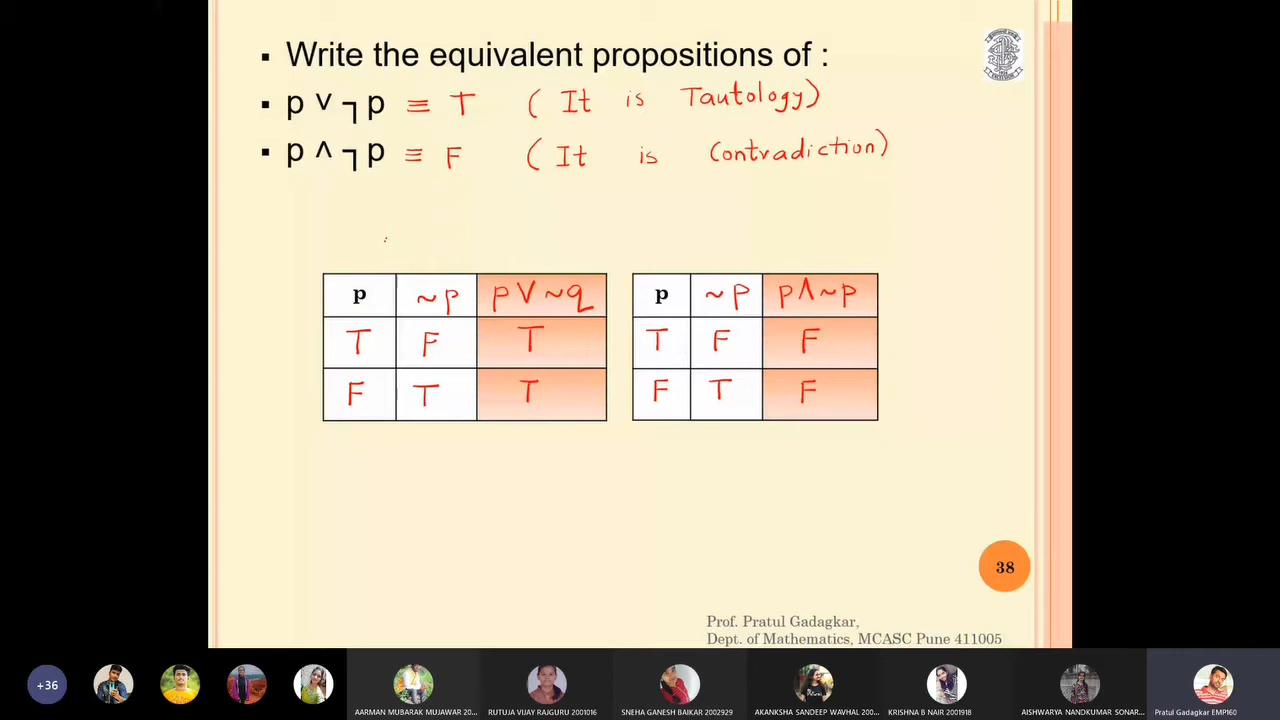 ▪ Write the equivalent propositions of :
▪ p ∨ ┐p ≡ T ( It is Tautology)
▪ p ∧ ┐p ≡ F ( It is Contradiction)
p ~p p∨~q
T F T
F T T
p ~p p∧~p
T F F
F T F
38
Prof. Pratul Gadagkar,
Dept. of Mathematics, MCASC Pune 411005
+36
AARMAN MUBARAK MUJAWAR 20...
RUTUJA VIJAY RAJGURU 2001016
SNEHA GANESH BAIKAR 2002929
AKANKSHA SANDEEP WAVHAL 200...
KRISHNA B NAIR 2001918
AISHWARYA NANDKUMAR SONAR...
Pratul Gadagkar EMP160